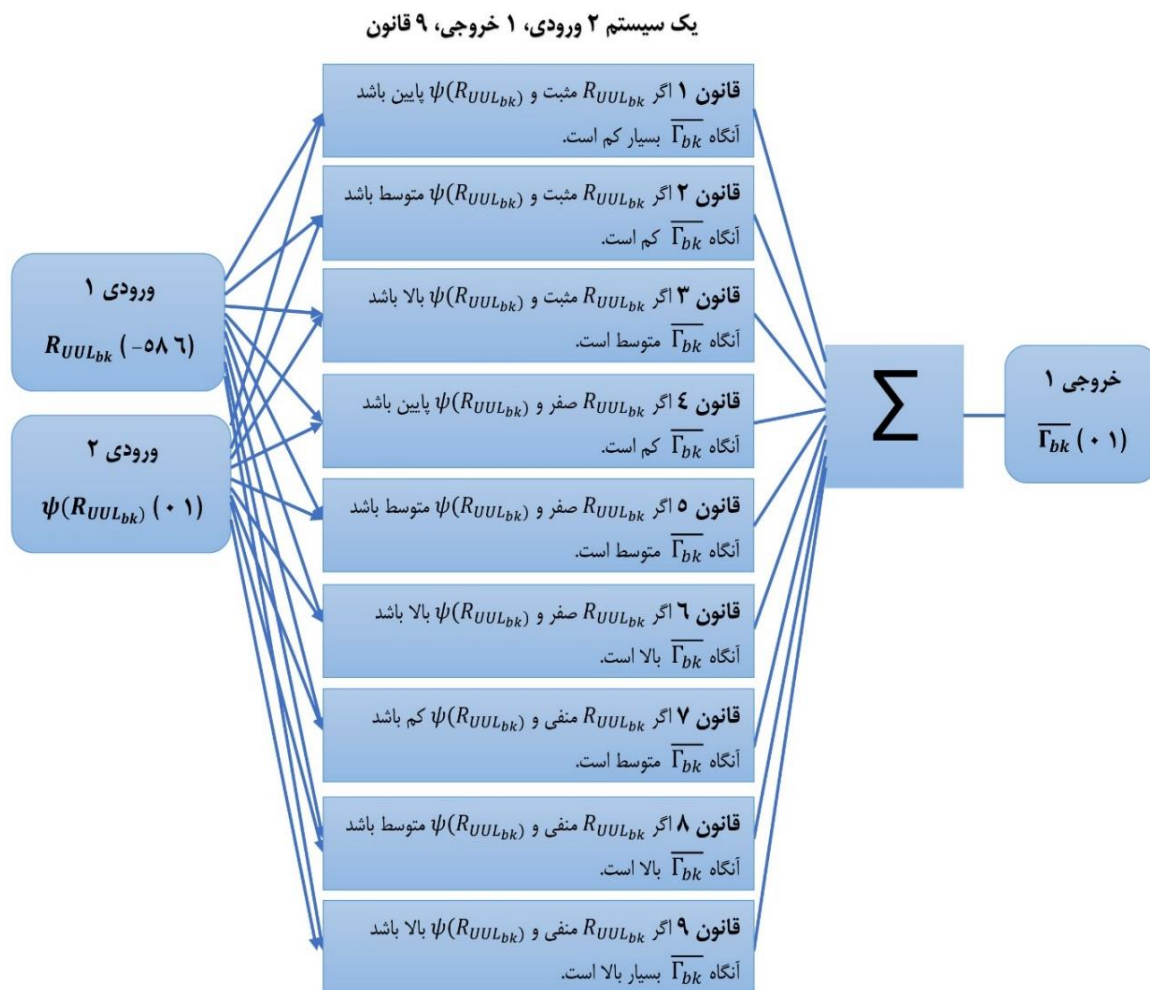 یک سیستم ۲ ورودی، ۱ خروجی، ۹ قانون
قانون ۱ اگر R_{UUL_{bk}} مثبت و ψ(R_{UUL_{bk}}) پایین باشد
آنگاه \overline{Γ_{bk}} بسیار کم است.
قانون ۲ اگر R_{UUL_{bk}} مثبت و ψ(R_{UUL_{bk}}) متوسط باشد
آنگاه \overline{Γ_{bk}} کم است.
قانون ۳ اگر R_{UUL_{bk}} مثبت و ψ(R_{UUL_{bk}}) بالا باشد
آنگاه \overline{Γ_{bk}} متوسط است.
قانون ٤ اگر R_{UUL_{bk}} صفر و ψ(R_{UUL_{bk}}) پایین باشد
آنگاه \overline{Γ_{bk}} کم است.
قانون ٥ اگر R_{UUL_{bk}} صفر و ψ(R_{UUL_{bk}}) متوسط باشد
آنگاه \overline{Γ_{bk}} متوسط است.
قانون ٦ اگر R_{UUL_{bk}} صفر و ψ(R_{UUL_{bk}}) بالا باشد
آنگاه \overline{Γ_{bk}} بالا است.
قانون ۷ اگر R_{UUL_{bk}} منفی و ψ(R_{UUL_{bk}}) کم باشد
آنگاه \overline{Γ_{bk}} متوسط است.
قانون ۸ اگر R_{UUL_{bk}} منفی و ψ(R_{UUL_{bk}}) متوسط باشد
آنگاه \overline{Γ_{bk}} بالا است.
قانون ۹ اگر R_{UUL_{bk}} منفی و ψ(R_{UUL_{bk}}) بالا باشد
آنگاه \overline{Γ_{bk}} بسیار بالا است.
ورودی ۱
R_{UUL_{bk}} (-٥٨ ٦)
ورودی ۲
ψ(R_{UUL_{bk}}) (٠ ١)
∑
خروجی ۱
\overline{Γ_{bk}} (٠ ١)